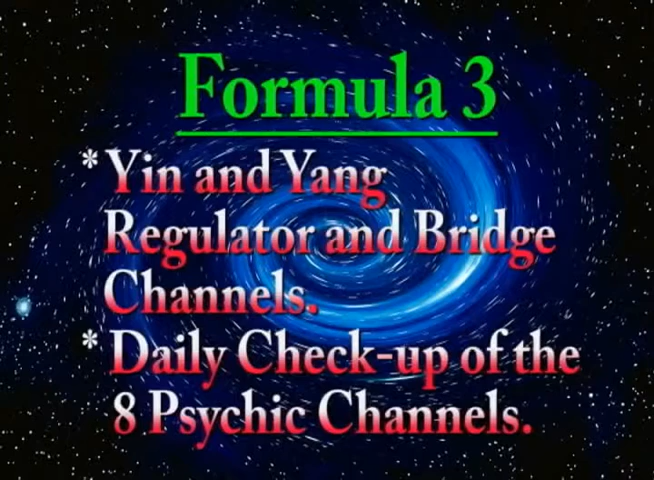 Formula 3
* Yin and Yang
Regulator and Bridge
Channels.
* Daily Check-up of the
8 Psychic Channels.